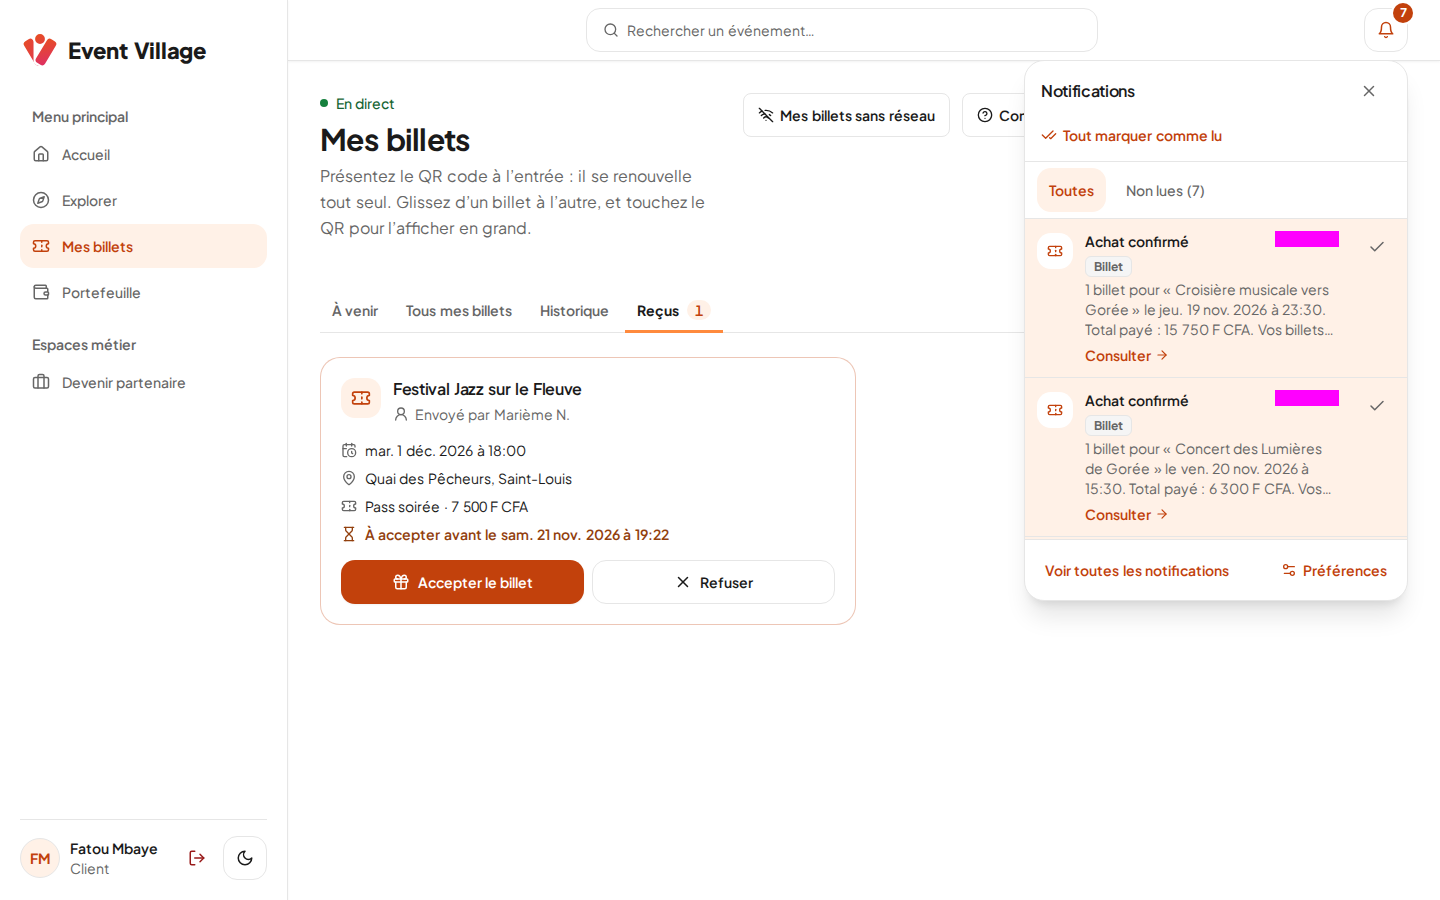 Event Village
Menu principal
Accueil
Explorer
Mes billets
Portefeuille
Espaces métier
Devenir partenaire
FM
Fatou Mbaye
Client
Rechercher un événement…
7
En direct
Mes billets
Présentez le QR code à l’entrée : il se renouvelle
tout seul. Glissez d’un billet à l’autre, et touchez le
QR pour l’afficher en grand.
Mes billets sans réseau
À venir
Tous mes billets
Historique
Reçus 1
Festival Jazz sur le Fleuve
Envoyé par Marième N.
mar. 1 déc. 2026 à 18:00
Quai des Pêcheurs, Saint-Louis
Pass soirée · 7 500 F CFA
À accepter avant le sam. 21 nov. 2026 à 19:22
Accepter le billet
Refuser
Notifications
Tout marquer comme lu
Toutes
Non lues (7)
Achat confirmé
Billet
1 billet pour « Croisière musicale vers
Gorée » le jeu. 19 nov. 2026 à 23:30.
Total payé : 15 750 F CFA. Vos billets…
Consulter
Achat confirmé
Billet
1 billet pour « Concert des Lumières
de Gorée » le ven. 20 nov. 2026 à
15:30. Total payé : 6 300 F CFA. Vos…
Consulter
Voir toutes les notifications
Préférences